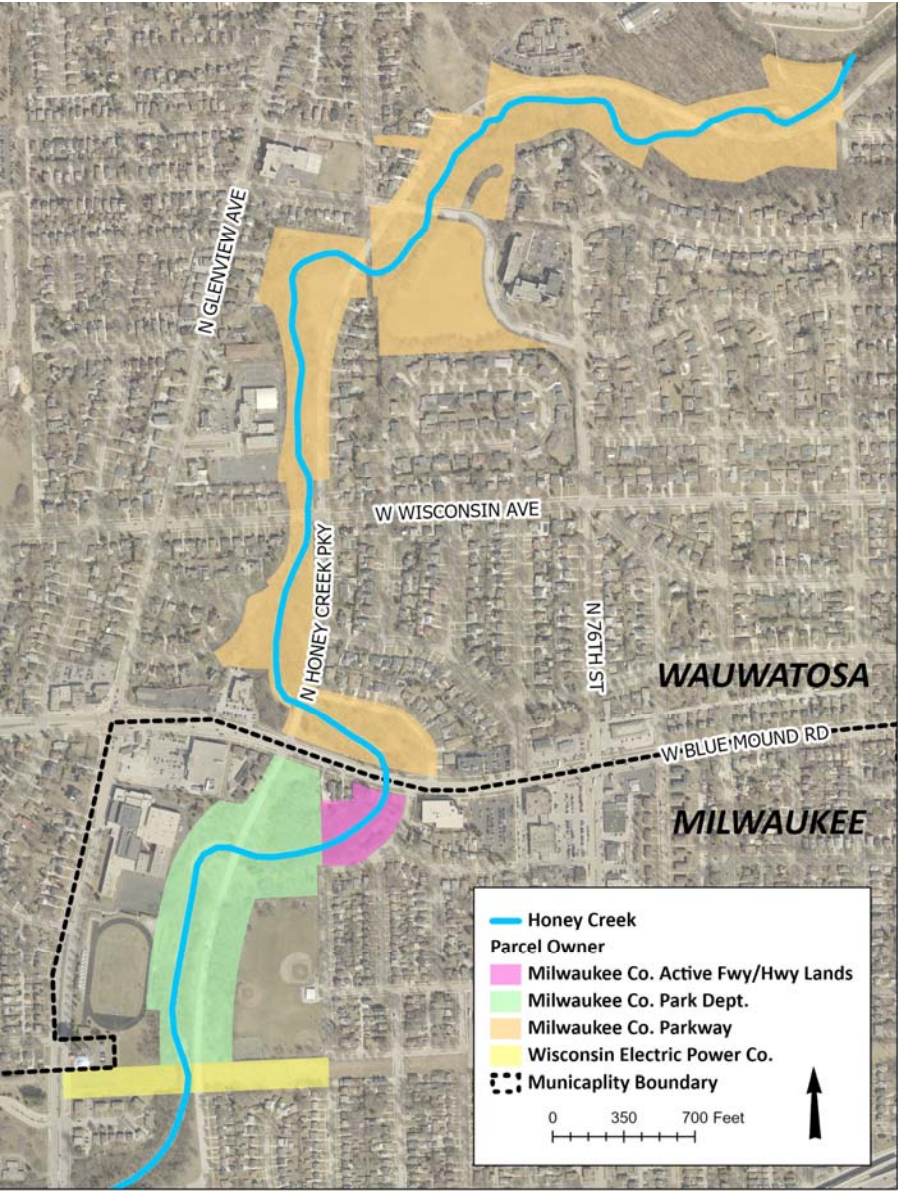 N GLENVIEW AVE
W WISCONSIN AVE
N HONEY CREEK PKY
N 76TH ST
WAUWATOSA
W BLUE MOUND RD
MILWAUKEE
Honey Creek
Parcel Owner
Milwaukee Co. Active Fwy/Hwy Lands
Milwaukee Co. Park Dept.
Milwaukee Co. Parkway
Wisconsin Electric Power Co.
Municaplity Boundary
0 350 700 Feet